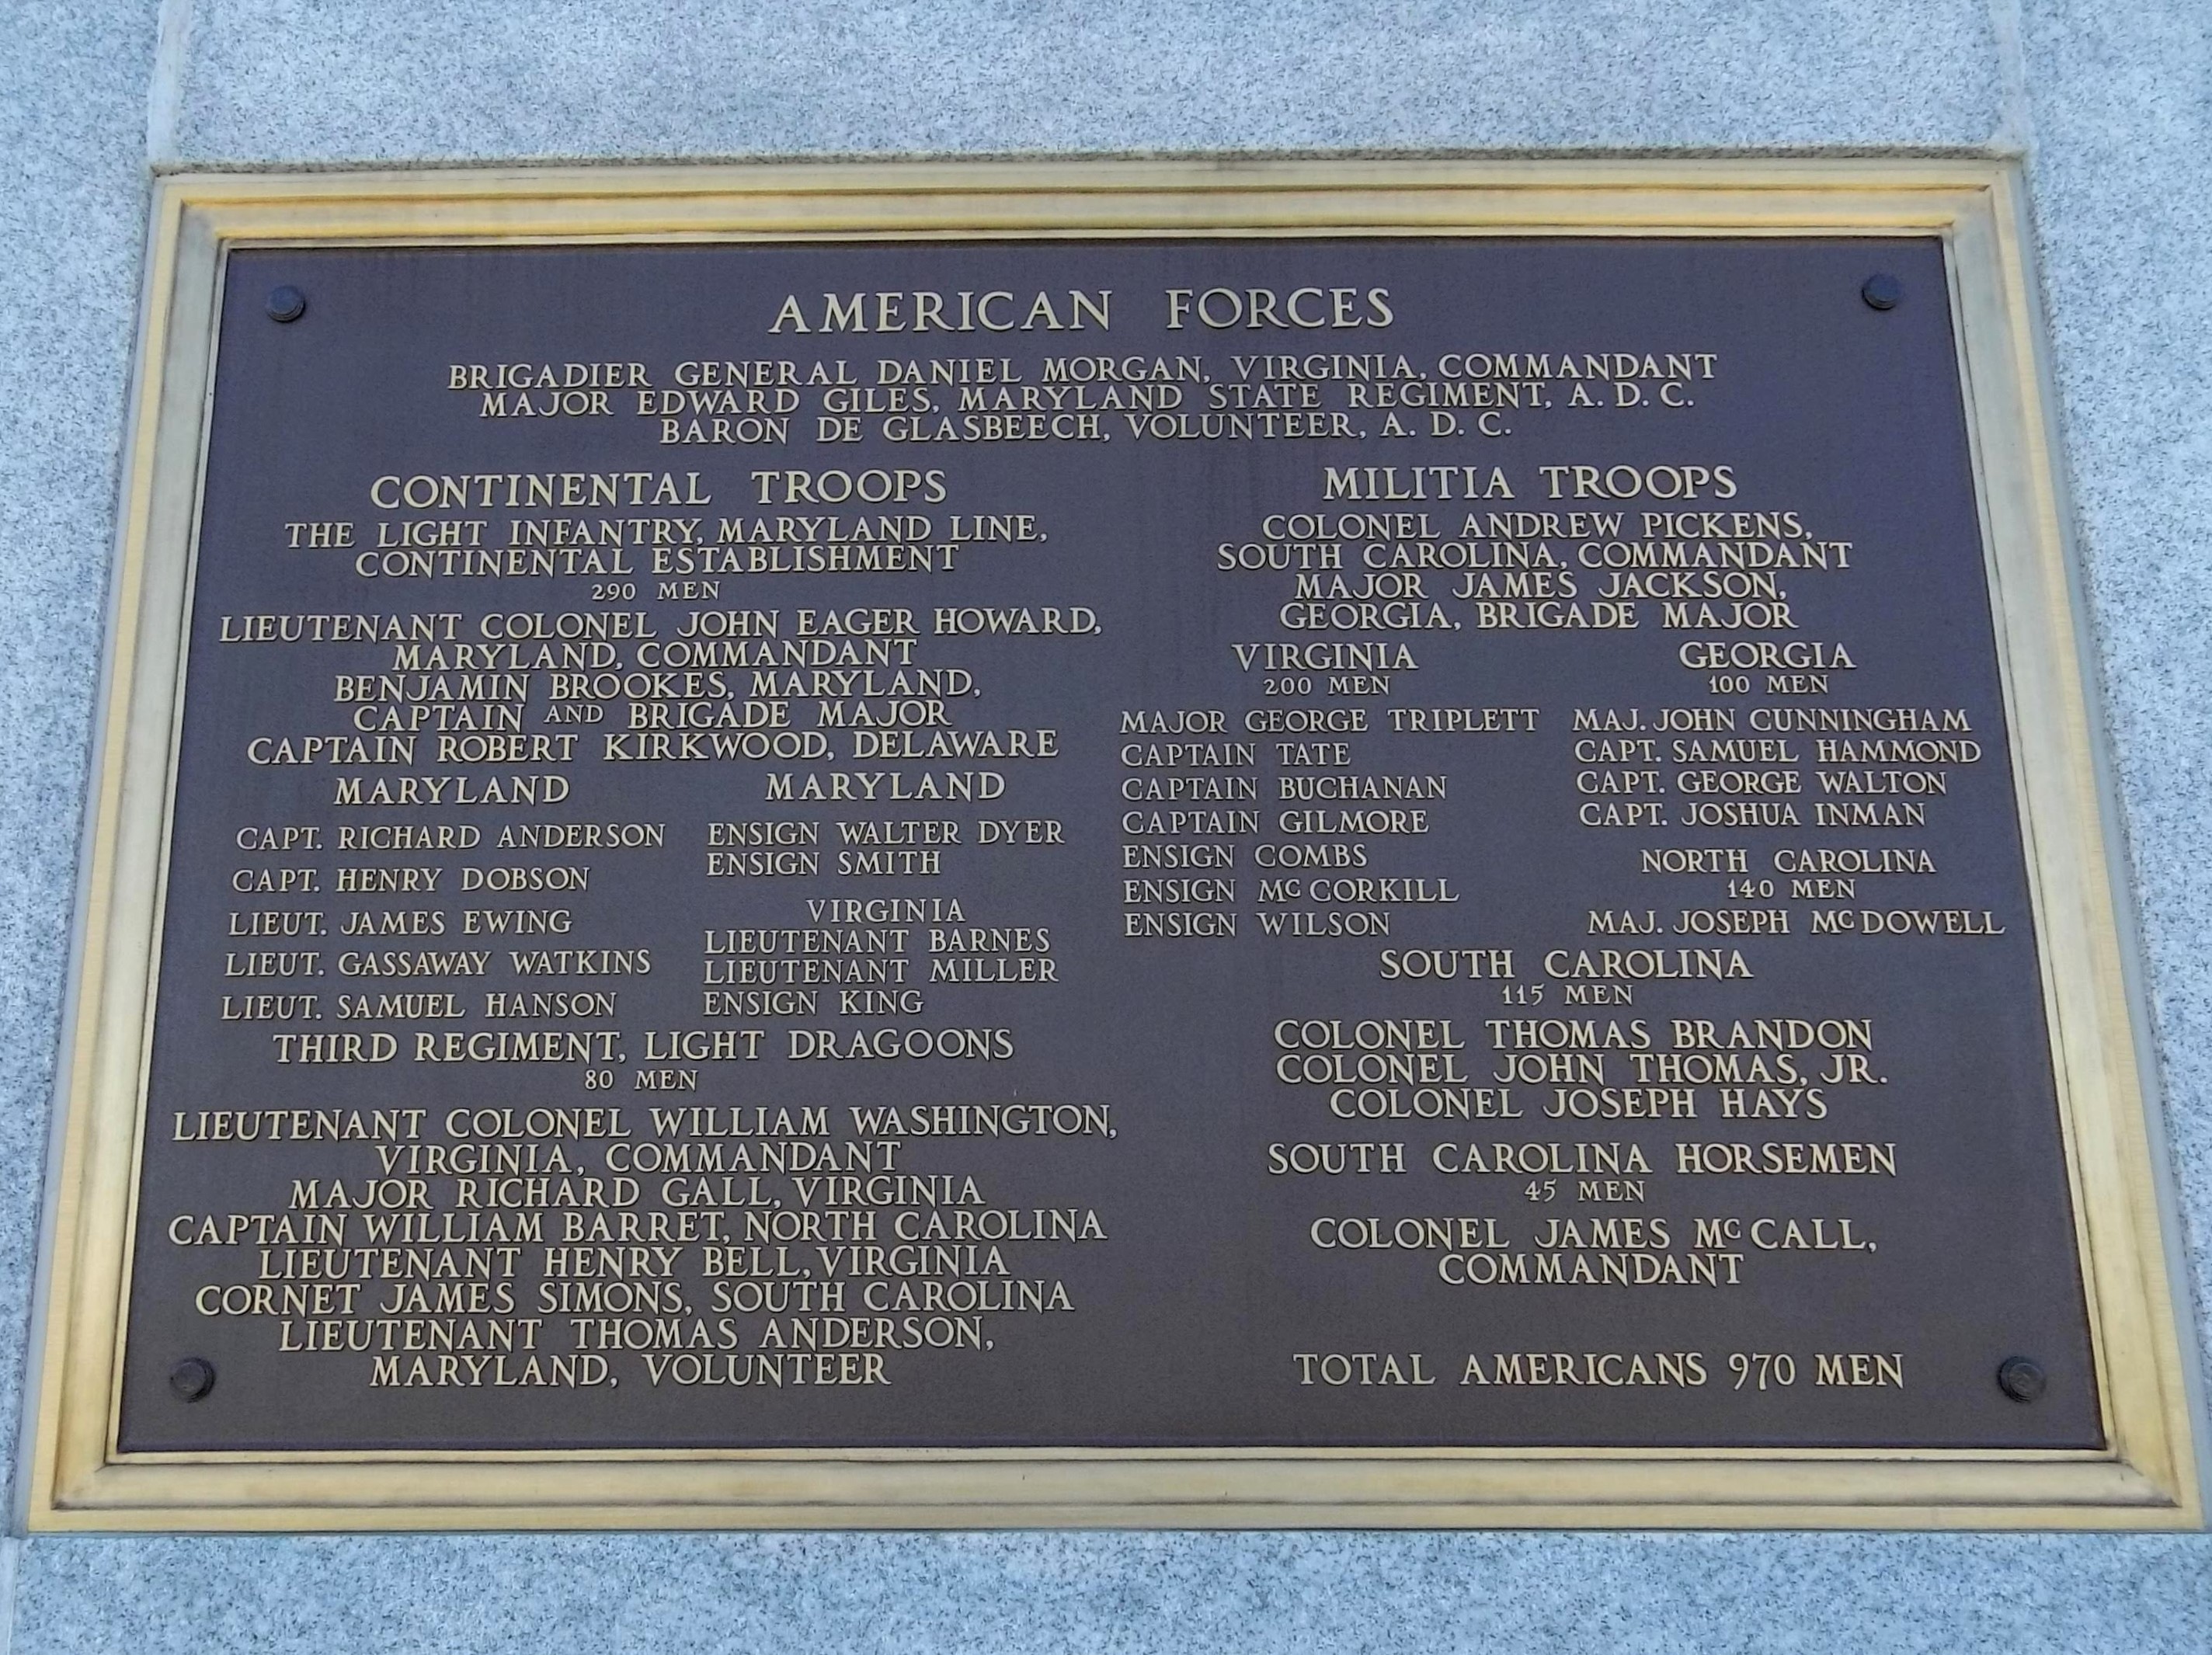 AMERICAN FORCES
BRIGADIER GENERAL DANIEL MORGAN, VIRGINIA, COMMANDANT
MAJOR EDWARD GILES, MARYLAND STATE REGIMENT, A. D. C.
BARON DE GLASBEECH, VOLUNTEER, A. D. C.
CONTINENTAL TROOPS
THE LIGHT INFANTRY, MARYLAND LINE,
CONTINENTAL ESTABLISHMENT
290 MEN
LIEUTENANT COLONEL JOHN EAGER HOWARD,
MARYLAND, COMMANDANT
BENJAMIN BROOKES, MARYLAND,
CAPTAIN AND BRIGADE MAJOR
CAPTAIN ROBERT KIRKWOOD, DELAWARE
MARYLAND
CAPT. RICHARD ANDERSON
CAPT. HENRY DOBSON
LIEUT. JAMES EWING
LIEUT. GASSAWAY WATKINS
LIEUT. SAMUEL HANSON
MARYLAND
ENSIGN WALTER DYER
ENSIGN SMITH
VIRGINIA
LIEUTENANT BARNES
LIEUTENANT MILLER
ENSIGN KING
THIRD REGIMENT, LIGHT DRAGOONS
80 MEN
LIEUTENANT COLONEL WILLIAM WASHINGTON,
VIRGINIA, COMMANDANT
MAJOR RICHARD GALL, VIRGINIA
CAPTAIN WILLIAM BARRET, NORTH CAROLINA
LIEUTENANT HENRY BELL, VIRGINIA
CORNET JAMES SIMONS, SOUTH CAROLINA
LIEUTENANT THOMAS ANDERSON,
MARYLAND, VOLUNTEER
MILITIA TROOPS
COLONEL ANDREW PICKENS,
SOUTH CAROLINA, COMMANDANT
MAJOR JAMES JACKSON,
GEORGIA, BRIGADE MAJOR
VIRGINIA
200 MEN
MAJOR GEORGE TRIPLETT
CAPTAIN TATE
CAPTAIN BUCHANAN
CAPTAIN GILMORE
ENSIGN COMBS
ENSIGN McCORKILL
ENSIGN WILSON
GEORGIA
100 MEN
MAJ. JOHN CUNNINGHAM
CAPT. SAMUEL HAMMOND
CAPT. GEORGE WALTON
CAPT. JOSHUA INMAN
NORTH CAROLINA
140 MEN
MAJ. JOSEPH McDOWELL
SOUTH CAROLINA
115 MEN
COLONEL THOMAS BRANDON
COLONEL JOHN THOMAS, JR.
COLONEL JOSEPH HAYS
SOUTH CAROLINA HORSEMEN
45 MEN
COLONEL JAMES McCALL,
COMMANDANT
TOTAL AMERICANS 970 MEN